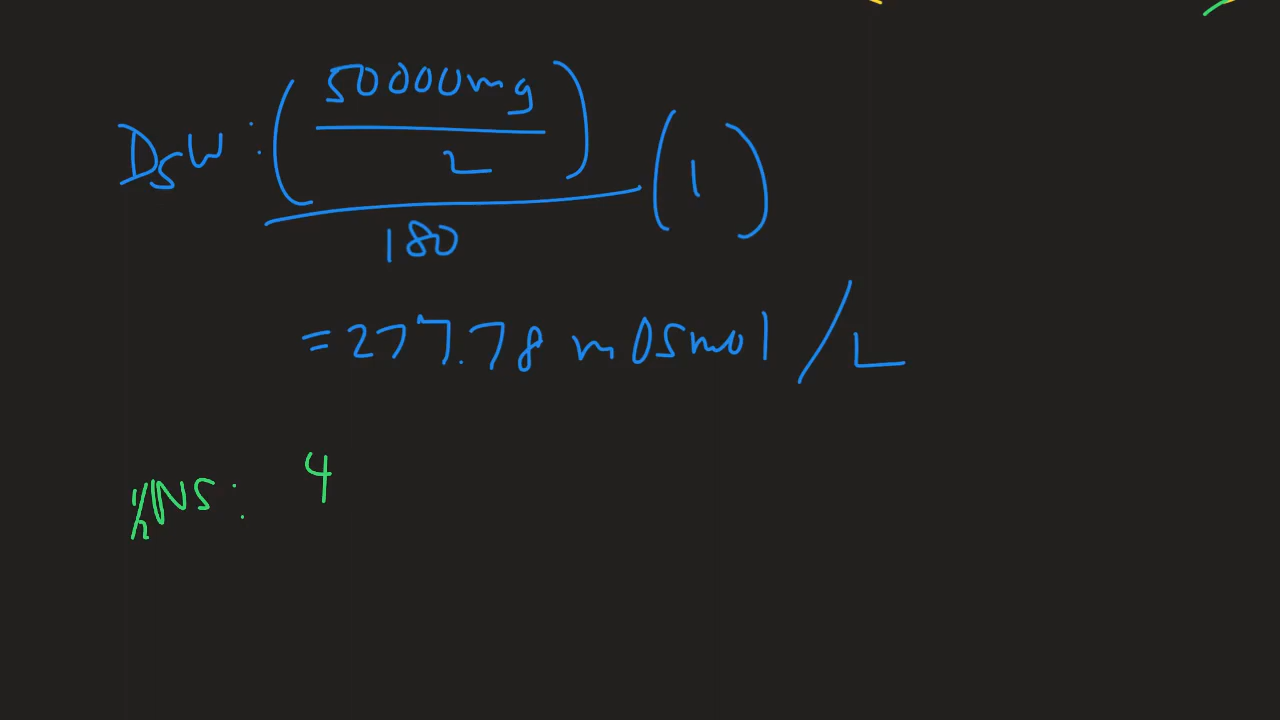 D5W: (50000mg / L) / 180 (1)
= 277.78 mOsmol / L
1/2NS: 4